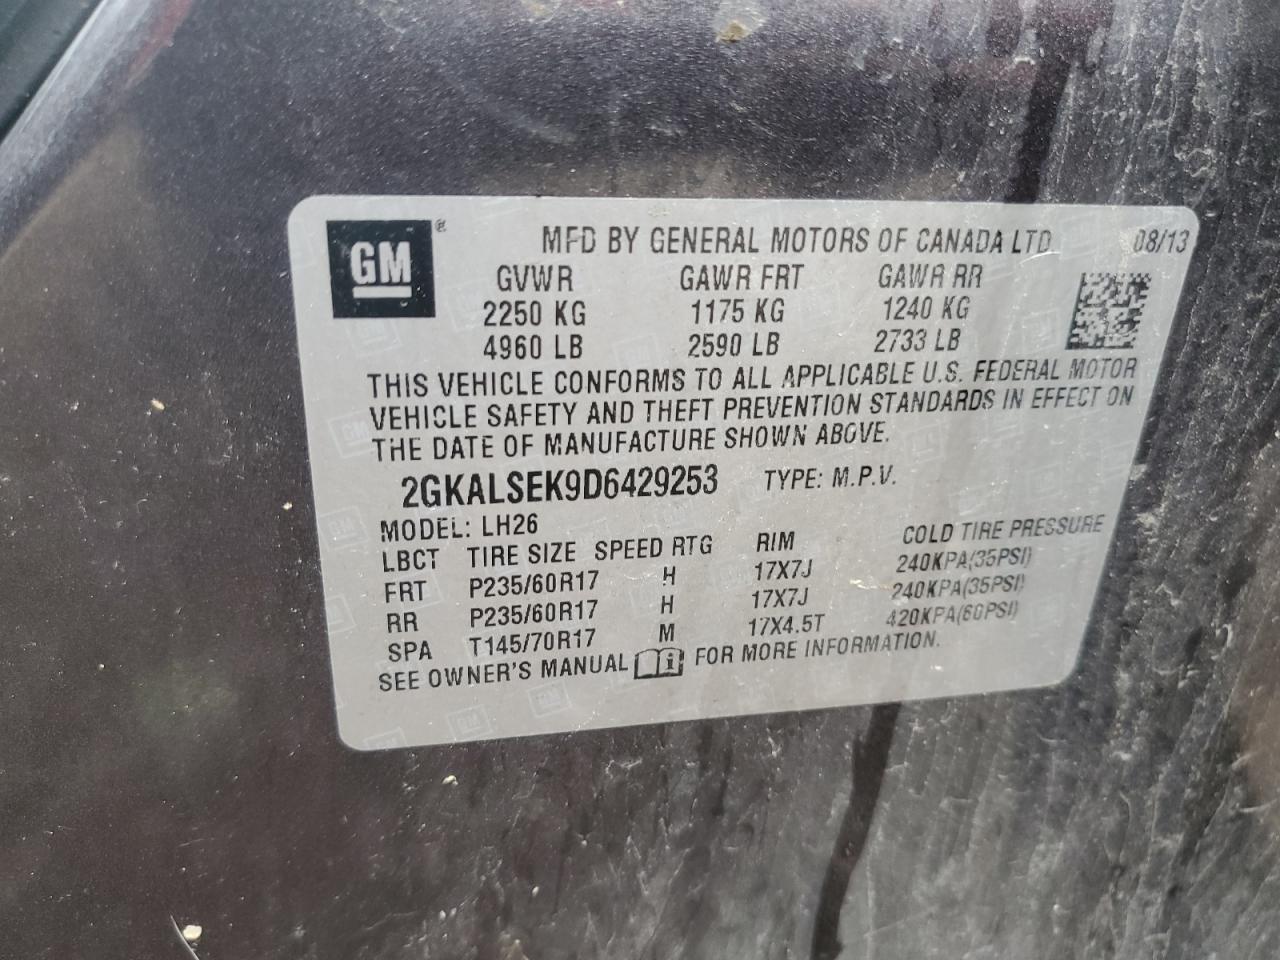 GM ®
MFD BY GENERAL MOTORS OF CANADA LTD 08/13
GVWR GAWR FRT GAWR RR
2250 KG 1175 KG 1240 KG
4960 LB 2590 LB 2733 LB
THIS VEHICLE CONFORMS TO ALL APPLICABLE U.S. FEDERAL MOTOR
VEHICLE SAFETY AND THEFT PREVENTION STANDARDS IN EFFECT ON
THE DATE OF MANUFACTURE SHOWN ABOVE.
2GKALSEK9D6429253 TYPE: M.P.V.
MODEL: LH26
LBCT TIRE SIZE SPEED RTG RIM COLD TIRE PRESSURE
FRT P235/60R17 H 17X7J 240KPA(35PSI)
RR P235/60R17 H 17X7J 240KPA(35PSI)
SPA T145/70R17 M 17X4.5T 420KPA(60PSI)
SEE OWNER'S MANUAL FOR MORE INFORMATION.